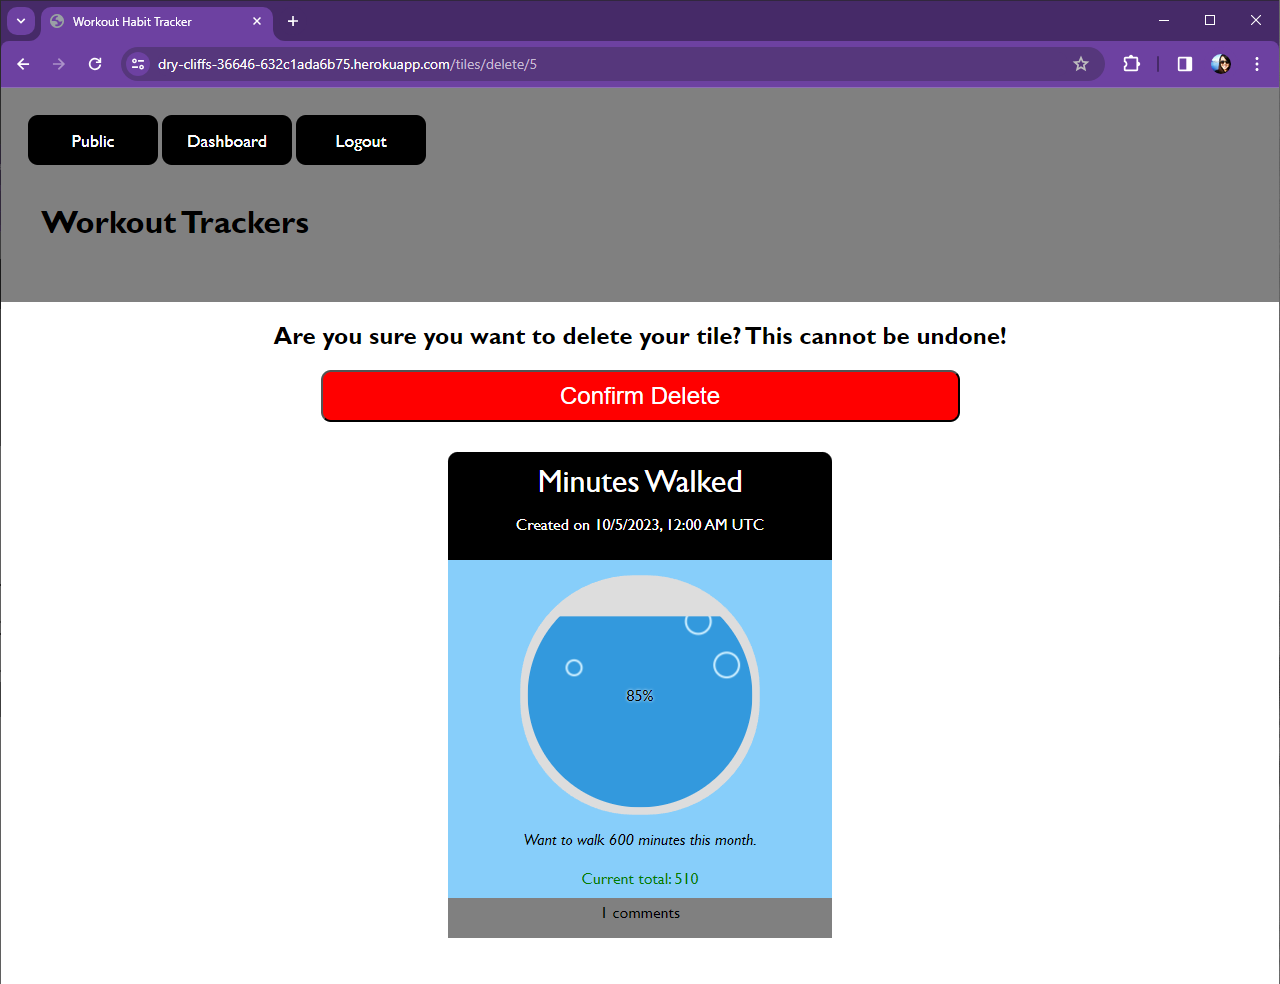 Workout Habit Tracker
dry-cliffs-36646-632c1ada6b75.herokuapp.com/tiles/delete/5
Public Dashboard Logout
Workout Trackers
Are you sure you want to delete your tile? This cannot be undone!
Confirm Delete
Minutes Walked
Created on 10/5/2023, 12:00 AM UTC
85%
Want to walk 600 minutes this month.
Current total: 510
1 comments